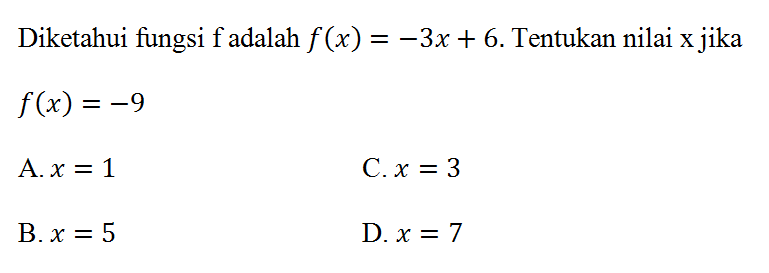 Diketahui fungsi f adalah f(x) = −3x + 6. Tentukan nilai x jika
f(x) = −9
A. x = 1 C. x = 3
B. x = 5 D. x = 7